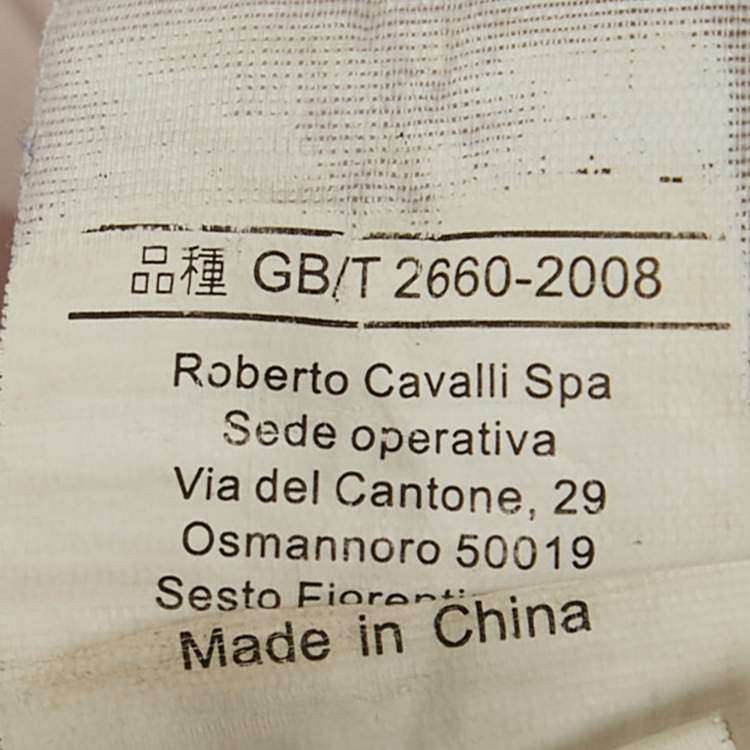 品種 GB/T 2660-2008
Roberto Cavalli Spa
Sede operativa
Via del Cantone, 29
Osmannoro 50019
Sesto
Made in China